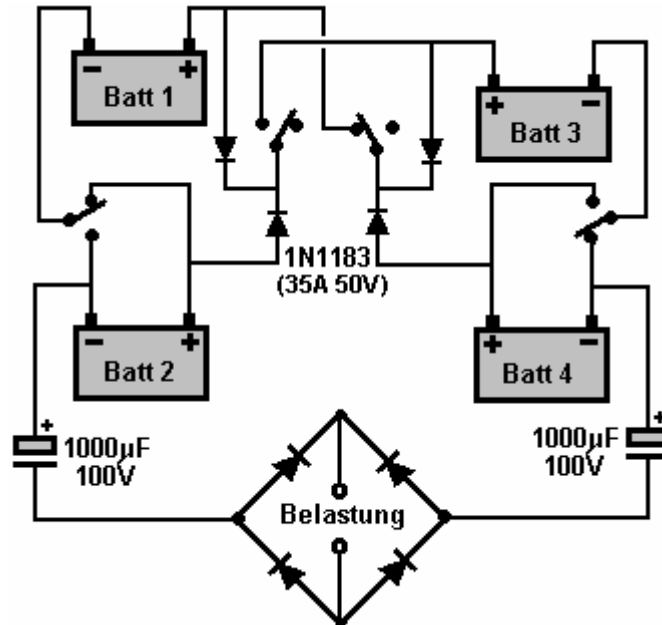 - +
Batt 1
+ -
Batt 3
1N1183
(35A 50V)
- +
Batt 2
+ -
Batt 4
+
1000µF
100V
+
1000µF
100V
Belastung